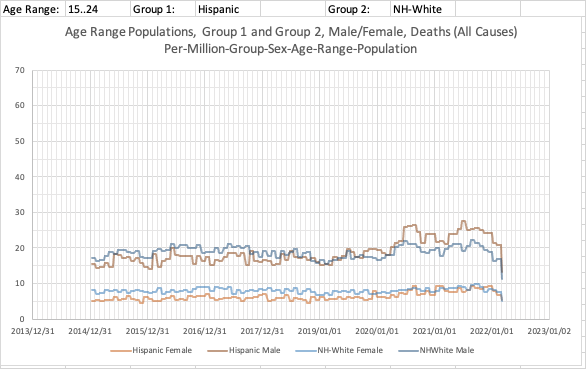 Age Range: 15..24 Group 1: Hispanic Group 2: NH-White
Age Range Populations, Group 1 and Group 2, Male/Female, Deaths (All Causes)
Per-Million-Group-Sex-Age-Range-Population
70
60
50
40
30
20
10
0
2013/12/31 2014/12/31 2015/12/31 2016/12/31 2017/12/31 2019/01/01 2020/01/01 2021/01/01 2022/01/01 2023/01/02
Hispanic Female Hispanic Male NH-White Female NHWhite Male